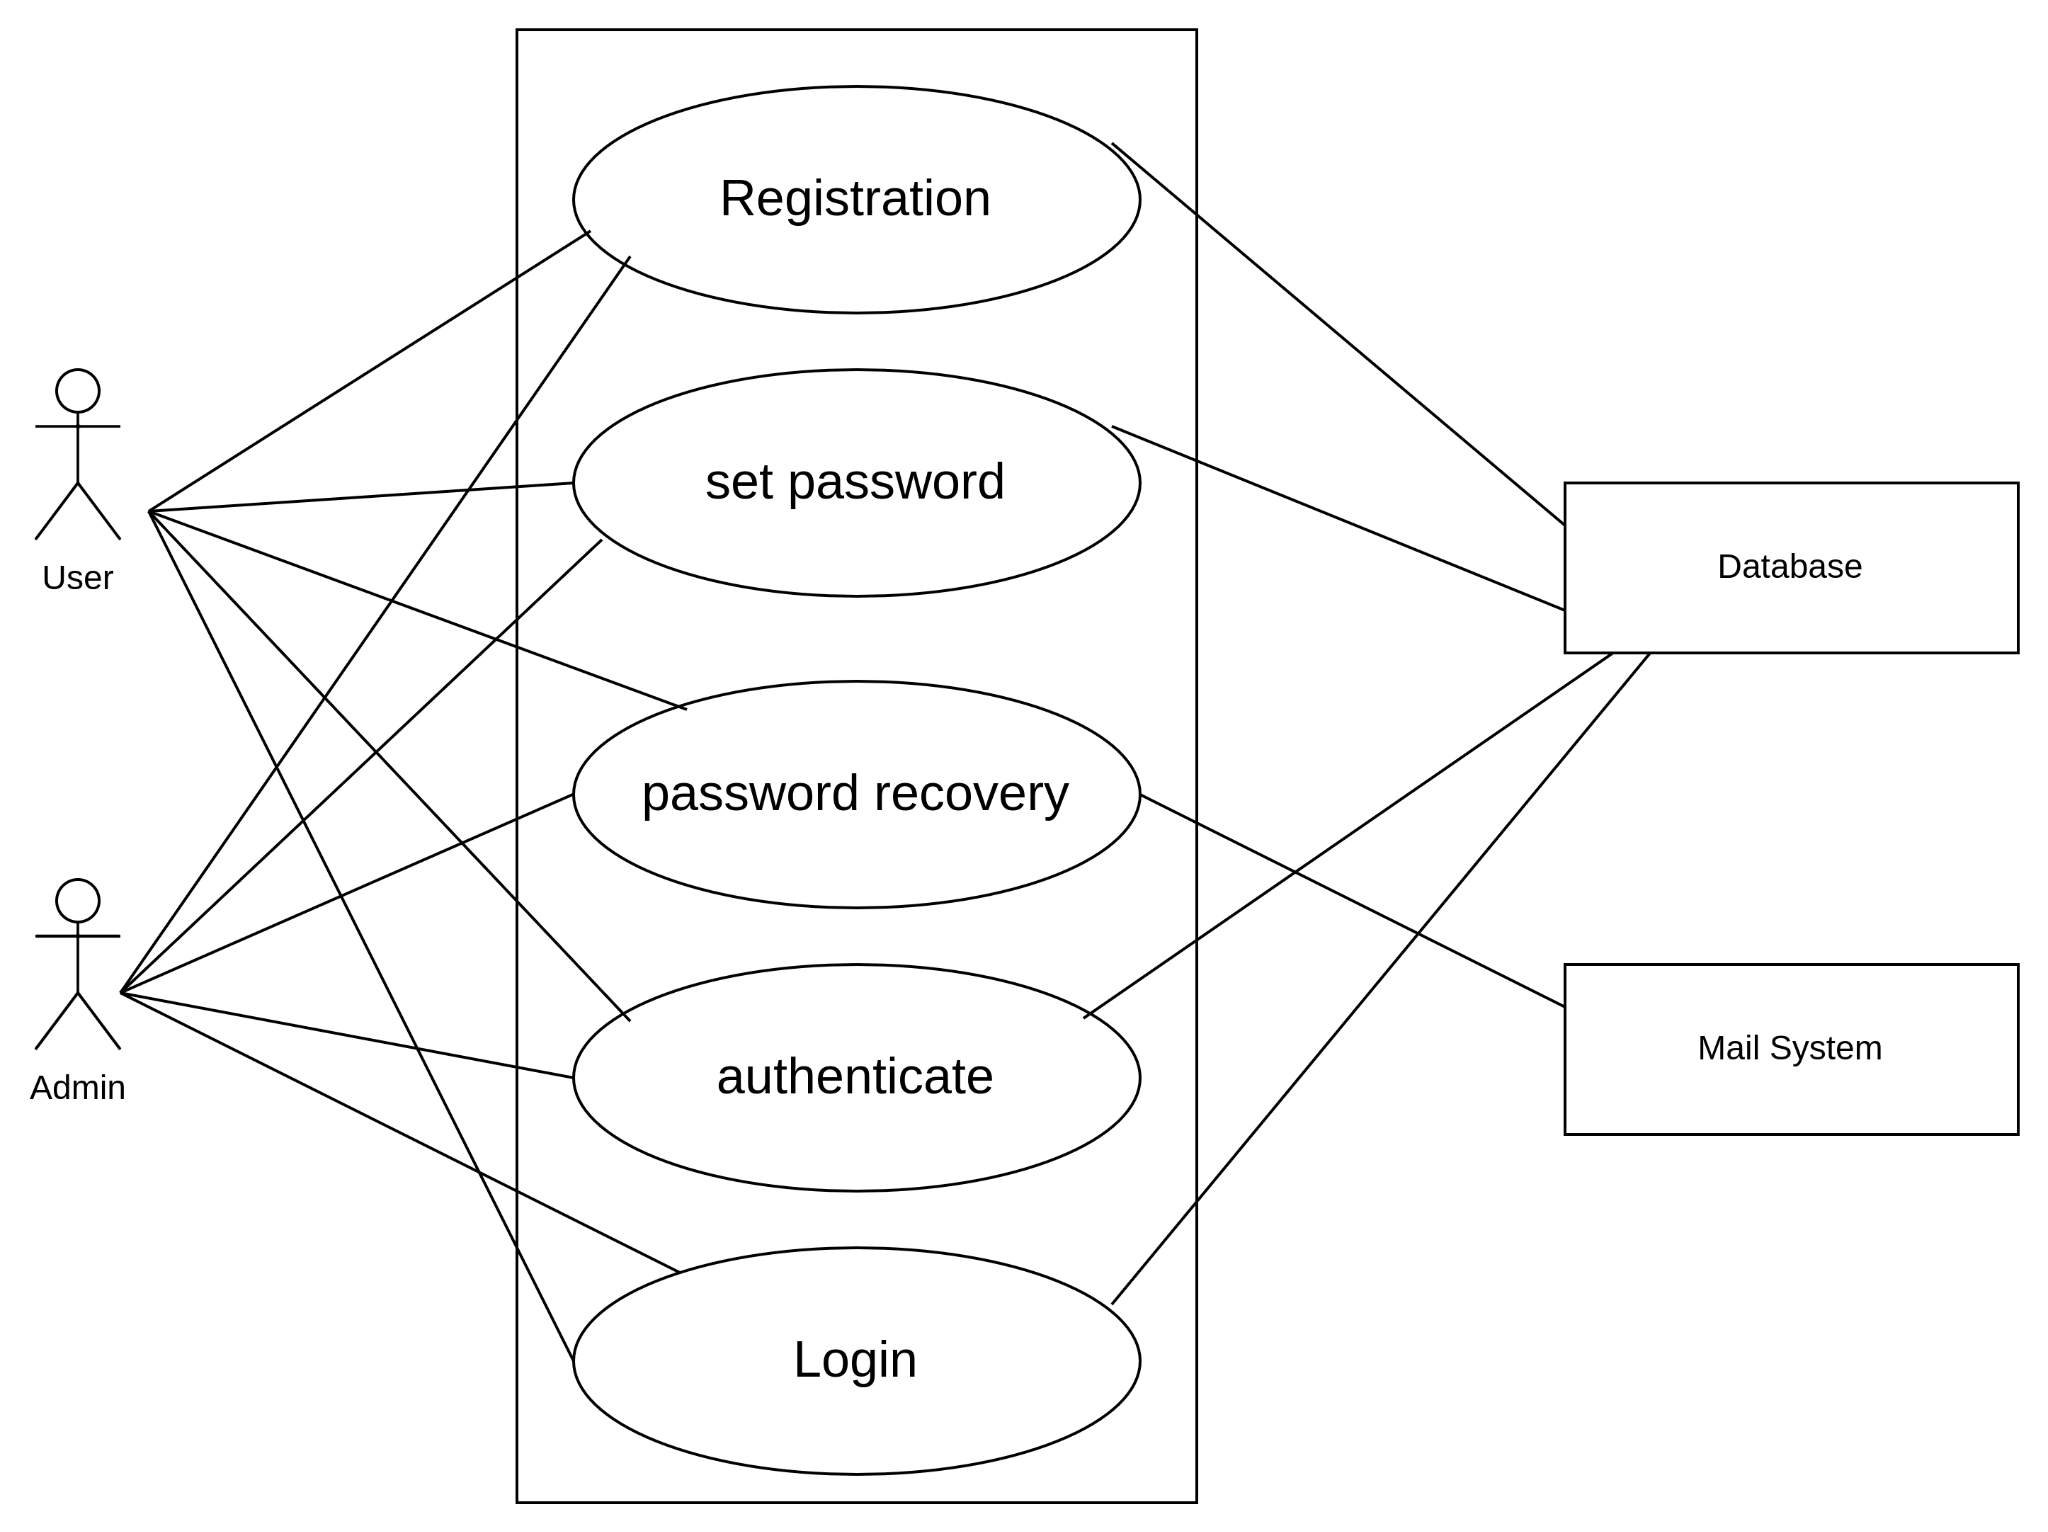 Registration
set password
User
Database
password recovery
Mail System
authenticate
Admin
Login